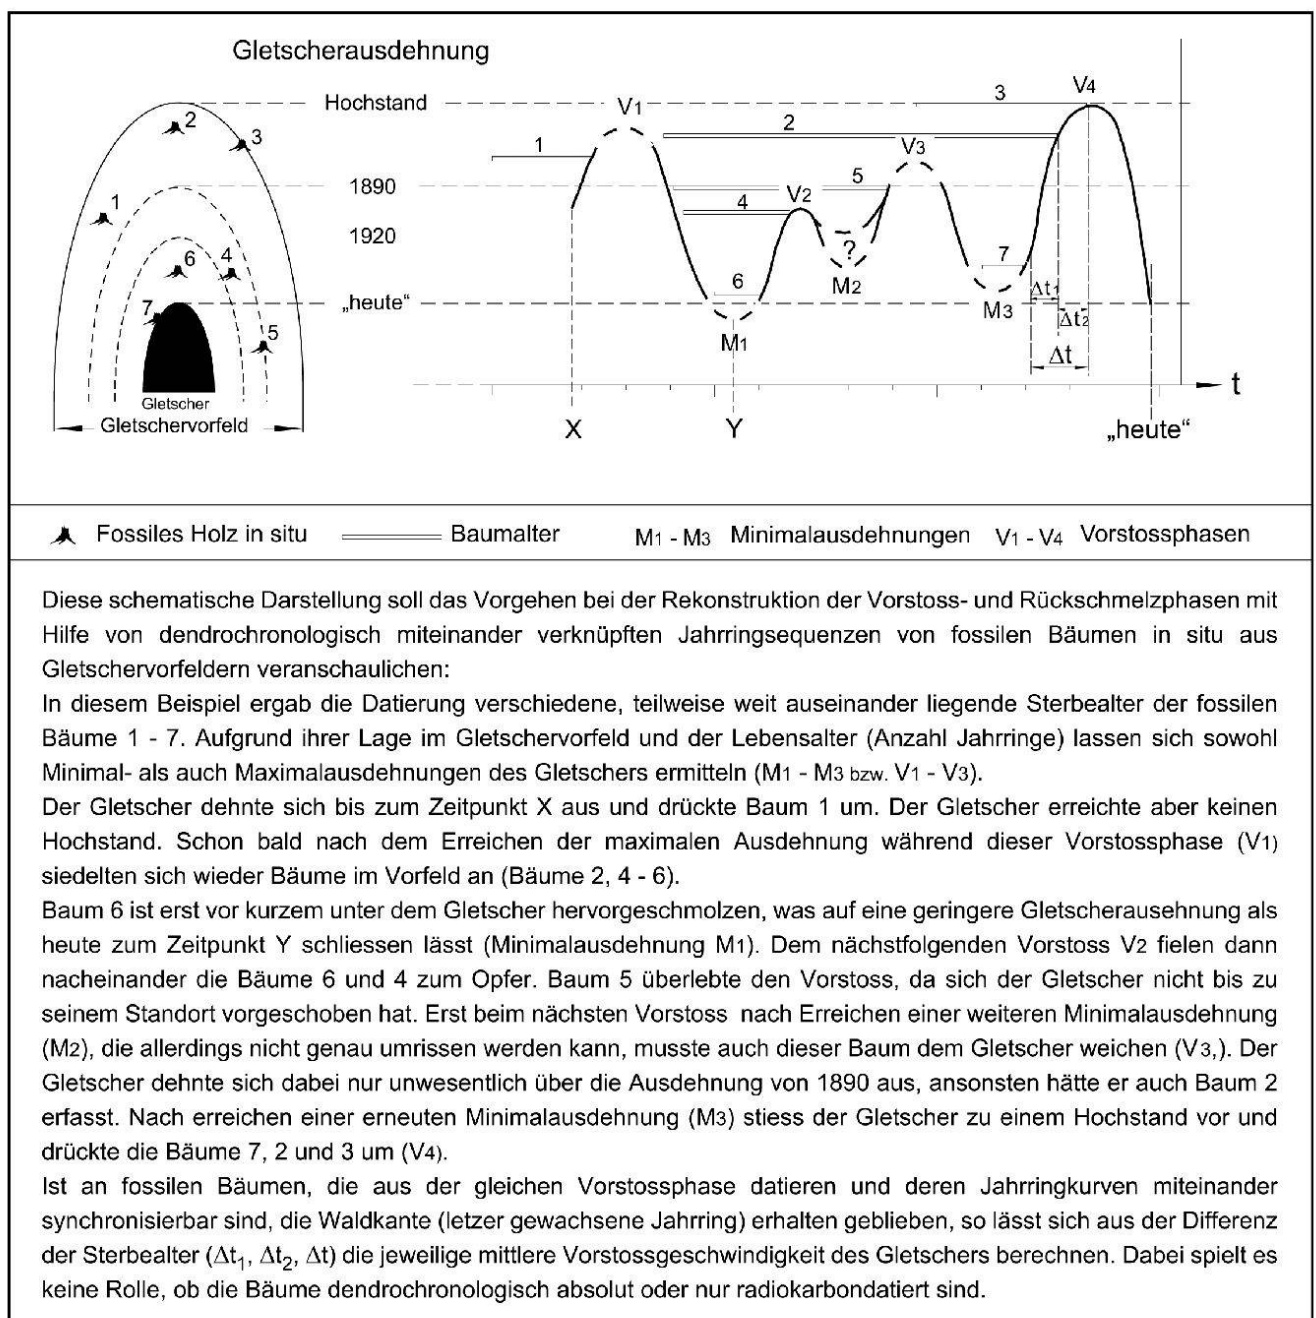 Gletscherausdehnung
Hochstand
1890
1920
„heute“
2
3
1
6
4
7
5
Gletscher
Gletschervorfeld
V1
V4
3
2
1
V3
5
V2
4
?
6
7
M2
M1
M3
Δt1
Δt2
Δt
t
X
Y
„heute“
Fossiles Holz in situ
Baumalter
M1 - M3 Minimalausdehnungen
V1 - V4 Vorstossphasen
Diese schematische Darstellung soll das Vorgehen bei der Rekonstruktion der Vorstoss- und Rückschmelzphasen mit
Hilfe von dendrochronologisch miteinander verknüpften Jahrringsequenzen von fossilen Bäumen in situ aus
Gletschervorfeldern veranschaulichen:
In diesem Beispiel ergab die Datierung verschiedene, teilweise weit auseinander liegende Sterbealter der fossilen
Bäume 1 - 7. Aufgrund ihrer Lage im Gletschervorfeld und der Lebensalter (Anzahl Jahrringe) lassen sich sowohl
Minimal- als auch Maximalausdehnungen des Gletschers ermitteln (M1 - M3 bzw. V1 - V3).
Der Gletscher dehnte sich bis zum Zeitpunkt X aus und drückte Baum 1 um. Der Gletscher erreichte aber keinen
Hochstand. Schon bald nach dem Erreichen der maximalen Ausdehnung während dieser Vorstossphase (V1)
siedelten sich wieder Bäume im Vorfeld an (Bäume 2, 4 - 6).
Baum 6 ist erst vor kurzem unter dem Gletscher hervorgeschmolzen, was auf eine geringere Gletscherausehnung als
heute zum Zeitpunkt Y schliessen lässt (Minimalausdehnung M1). Dem nächstfolgenden Vorstoss V2 fielen dann
nacheinander die Bäume 6 und 4 zum Opfer. Baum 5 überlebte den Vorstoss, da sich der Gletscher nicht bis zu
seinem Standort vorgeschoben hat. Erst beim nächsten Vorstoss nach Erreichen einer weiteren Minimalausdehnung
(M2), die allerdings nicht genau umrissen werden kann, musste auch dieser Baum dem Gletscher weichen (V3,). Der
Gletscher dehnte sich dabei nur unwesentlich über die Ausdehnung von 1890 aus, ansonsten hätte er auch Baum 2
erfasst. Nach erreichen einer erneuten Minimalausdehnung (M3) stiess der Gletscher zu einem Hochstand vor und
drückte die Bäume 7, 2 und 3 um (V4).
Ist an fossilen Bäumen, die aus der gleichen Vorstossphase datieren und deren Jahrringkurven miteinander
synchronisierbar sind, die Waldkante (letzer gewachsene Jahrring) erhalten geblieben, so lässt sich aus der Differenz
der Sterbealter (Δt1, Δt2, Δt) die jeweilige mittlere Vorstossgeschwindigkeit des Gletschers berechnen. Dabei spielt es
keine Rolle, ob die Bäume dendrochronologisch absolut oder nur radiokarbondatiert sind.